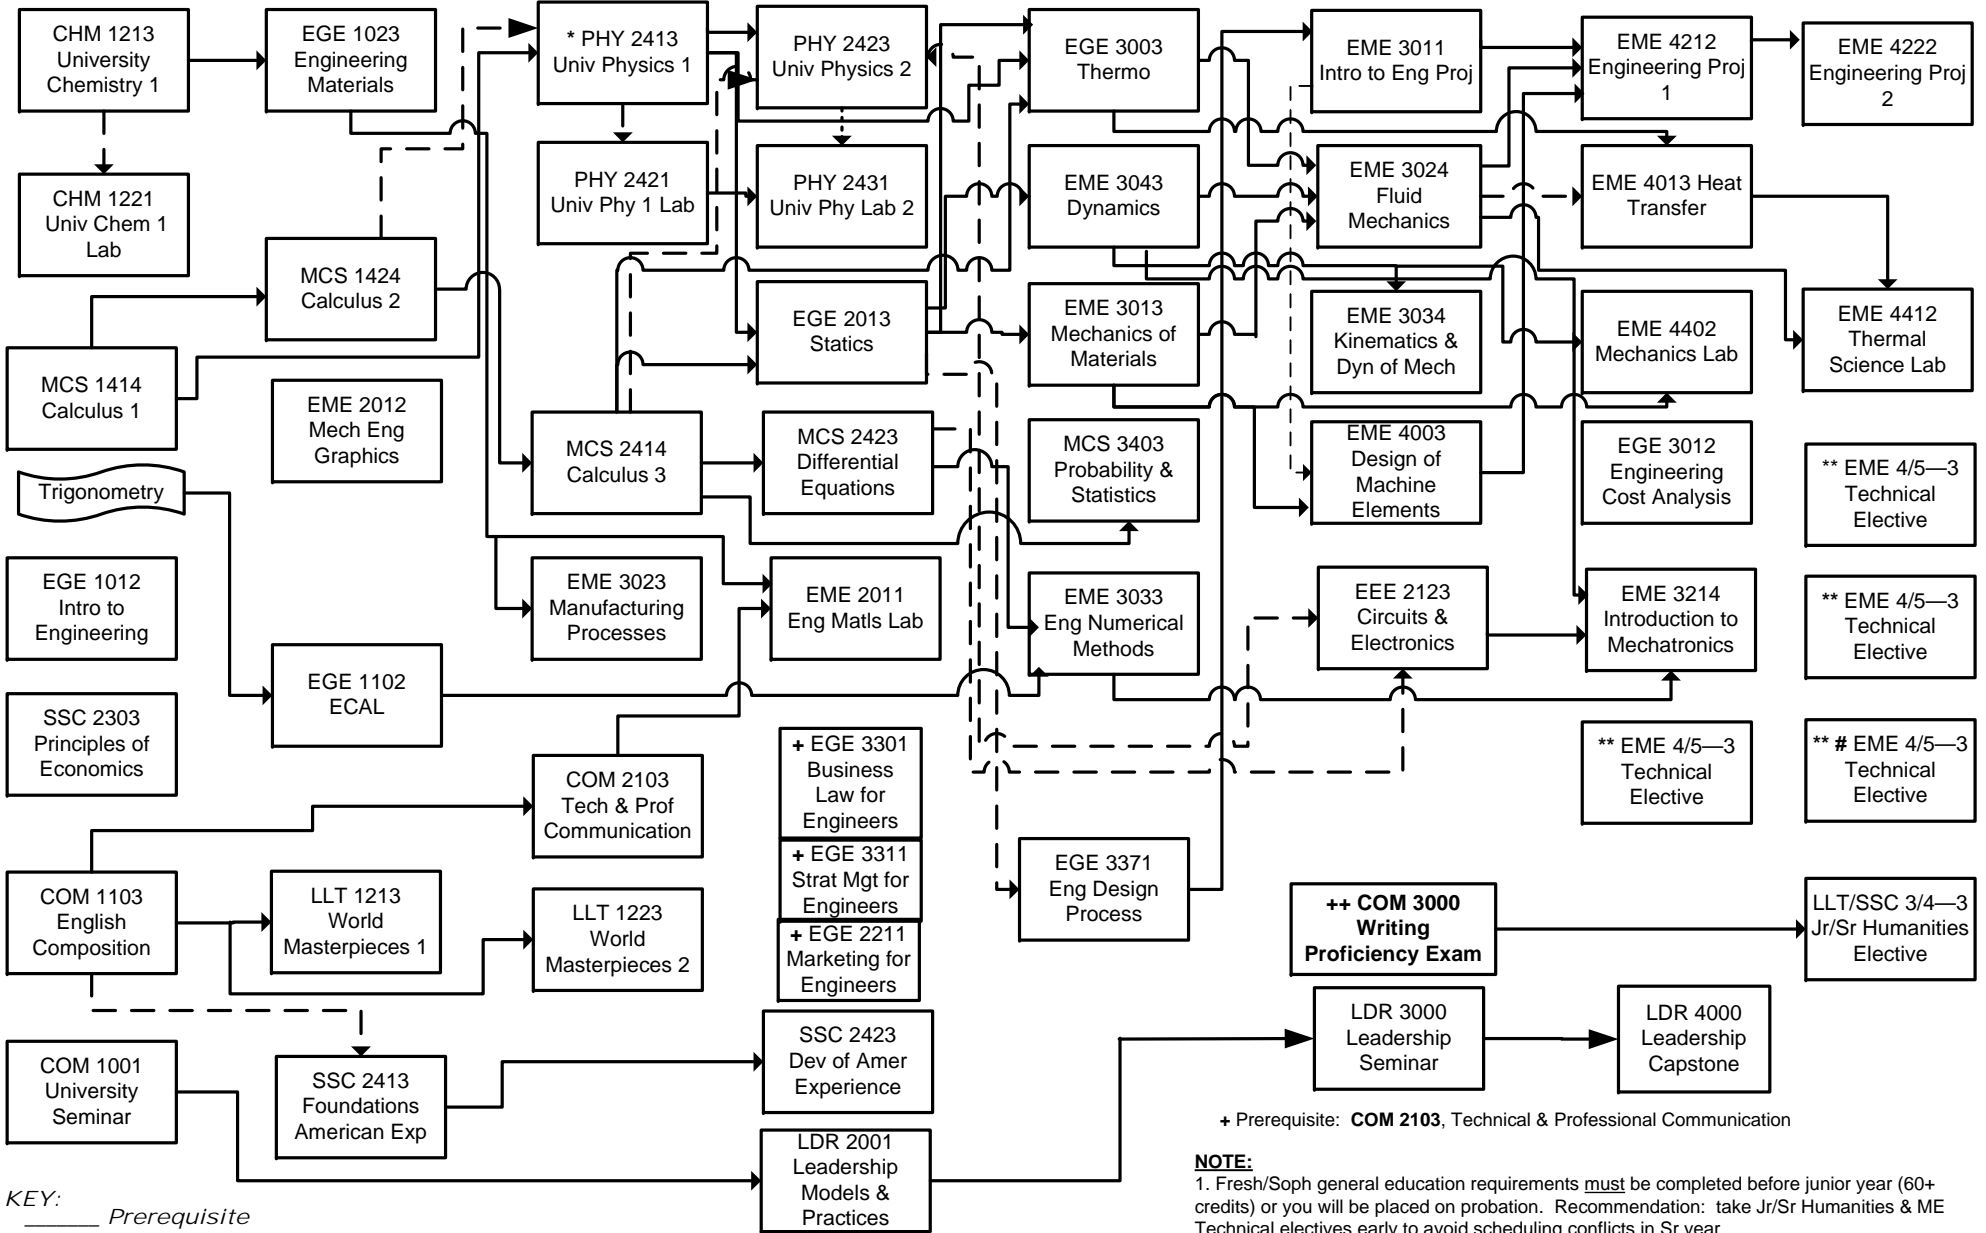 CHM 1213
University
Chemistry 1
EGE 1023
Engineering
Materials
* PHY 2413
Univ Physics 1
PHY 2423
Univ Physics 2
EGE 3003
Thermo
EME 3011
Intro to Eng Proj
EME 4212
Engineering Proj
1
EME 4222
Engineering Proj
2
CHM 1221
Univ Chem 1
Lab
PHY 2421
Univ Phy 1 Lab
PHY 2431
Univ Phy Lab 2
EME 3043
Dynamics
EME 3024
Fluid
Mechanics
EME 4013 Heat
Transfer
MCS 1424
Calculus 2
EGE 2013
Statics
EME 3013
Mechanics of
Materials
EME 3034
Kinematics &
Dyn of Mech
EME 4402
Mechanics Lab
EME 4412
Thermal
Science Lab
MCS 1414
Calculus 1
EME 2012
Mech Eng
Graphics
MCS 2414
Calculus 3
MCS 2423
Differential
Equations
MCS 3403
Probability &
Statistics
EME 4003
Design of
Machine
Elements
EGE 3012
Engineering
Cost Analysis
** EME 4/5—3
Technical
Elective
Trigonometry
EGE 1012
Intro to
Engineering
EME 3023
Manufacturing
Processes
EME 2011
Eng Matls Lab
EME 3033
Eng Numerical
Methods
EEE 2123
Circuits &
Electronics
EME 3214
Introduction to
Mechatronics
** EME 4/5—3
Technical
Elective
EGE 1102
ECAL
SSC 2303
Principles of
Economics
COM 2103
Tech & Prof
Communication
+ EGE 3301
Business
Law for
Engineers
** EME 4/5—3
Technical
Elective
** # EME 4/5—3
Technical
Elective
+ EGE 3311
Strat Mgt for
Engineers
EGE 3371
Eng Design
Process
COM 1103
English
Composition
LLT 1213
World
Masterpieces 1
LLT 1223
World
Masterpieces 2
+ EGE 2211
Marketing for
Engineers
++ COM 3000
Writing
Proficiency Exam
LLT/SSC 3/4—3
Jr/Sr Humanities
Elective
COM 1001
University
Seminar
SSC 2413
Foundations
American Exp
SSC 2423
Dev of Amer
Experience
LDR 3000
Leadership
Seminar
LDR 4000
Leadership
Capstone
LDR 2001
Leadership
Models &
Practices
+ Prerequisite: COM 2103, Technical & Professional Communication
NOTE:
1. Fresh/Soph general education requirements must be completed before junior year (60+
credits) or you will be placed on probation. Recommendation: take Jr/Sr Humanities & ME
Technical electives early to avoid scheduling conflicts in Sr year
KEY:
_______ Prerequisite